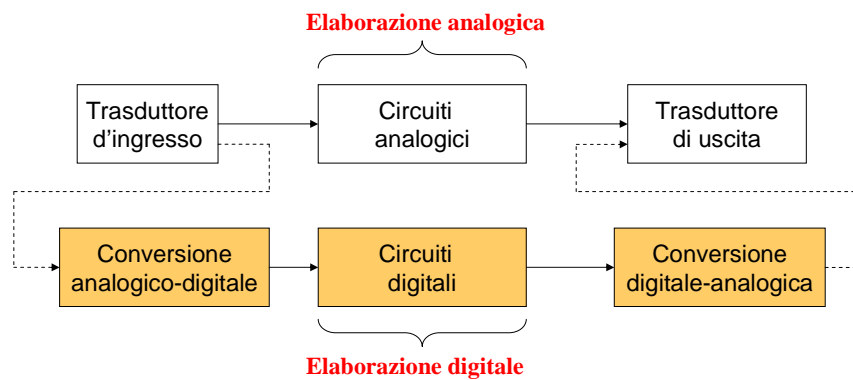 Elaborazione analogica
Trasduttore
d'ingresso
Circuiti
analogici
Trasduttore
di uscita
Conversione
analogico-digitale
Circuiti
digitali
Conversione
digitale-analogica
Elaborazione digitale